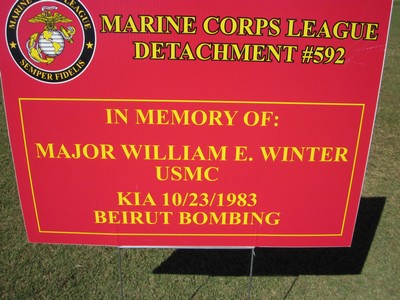 MARINE CORPS LEAGUE
SEMPER FIDELIS
MARINE CORPS LEAGUE
DETACHMENT #592
IN MEMORY OF:
MAJOR WILLIAM E. WINTER
USMC
KIA 10/23/1983
BEIRUT BOMBING